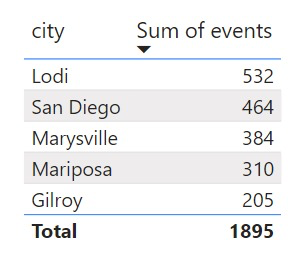 city Sum of events
Lodi 532
San Diego 464
Marysville 384
Mariposa 310
Gilroy 205
Total 1895